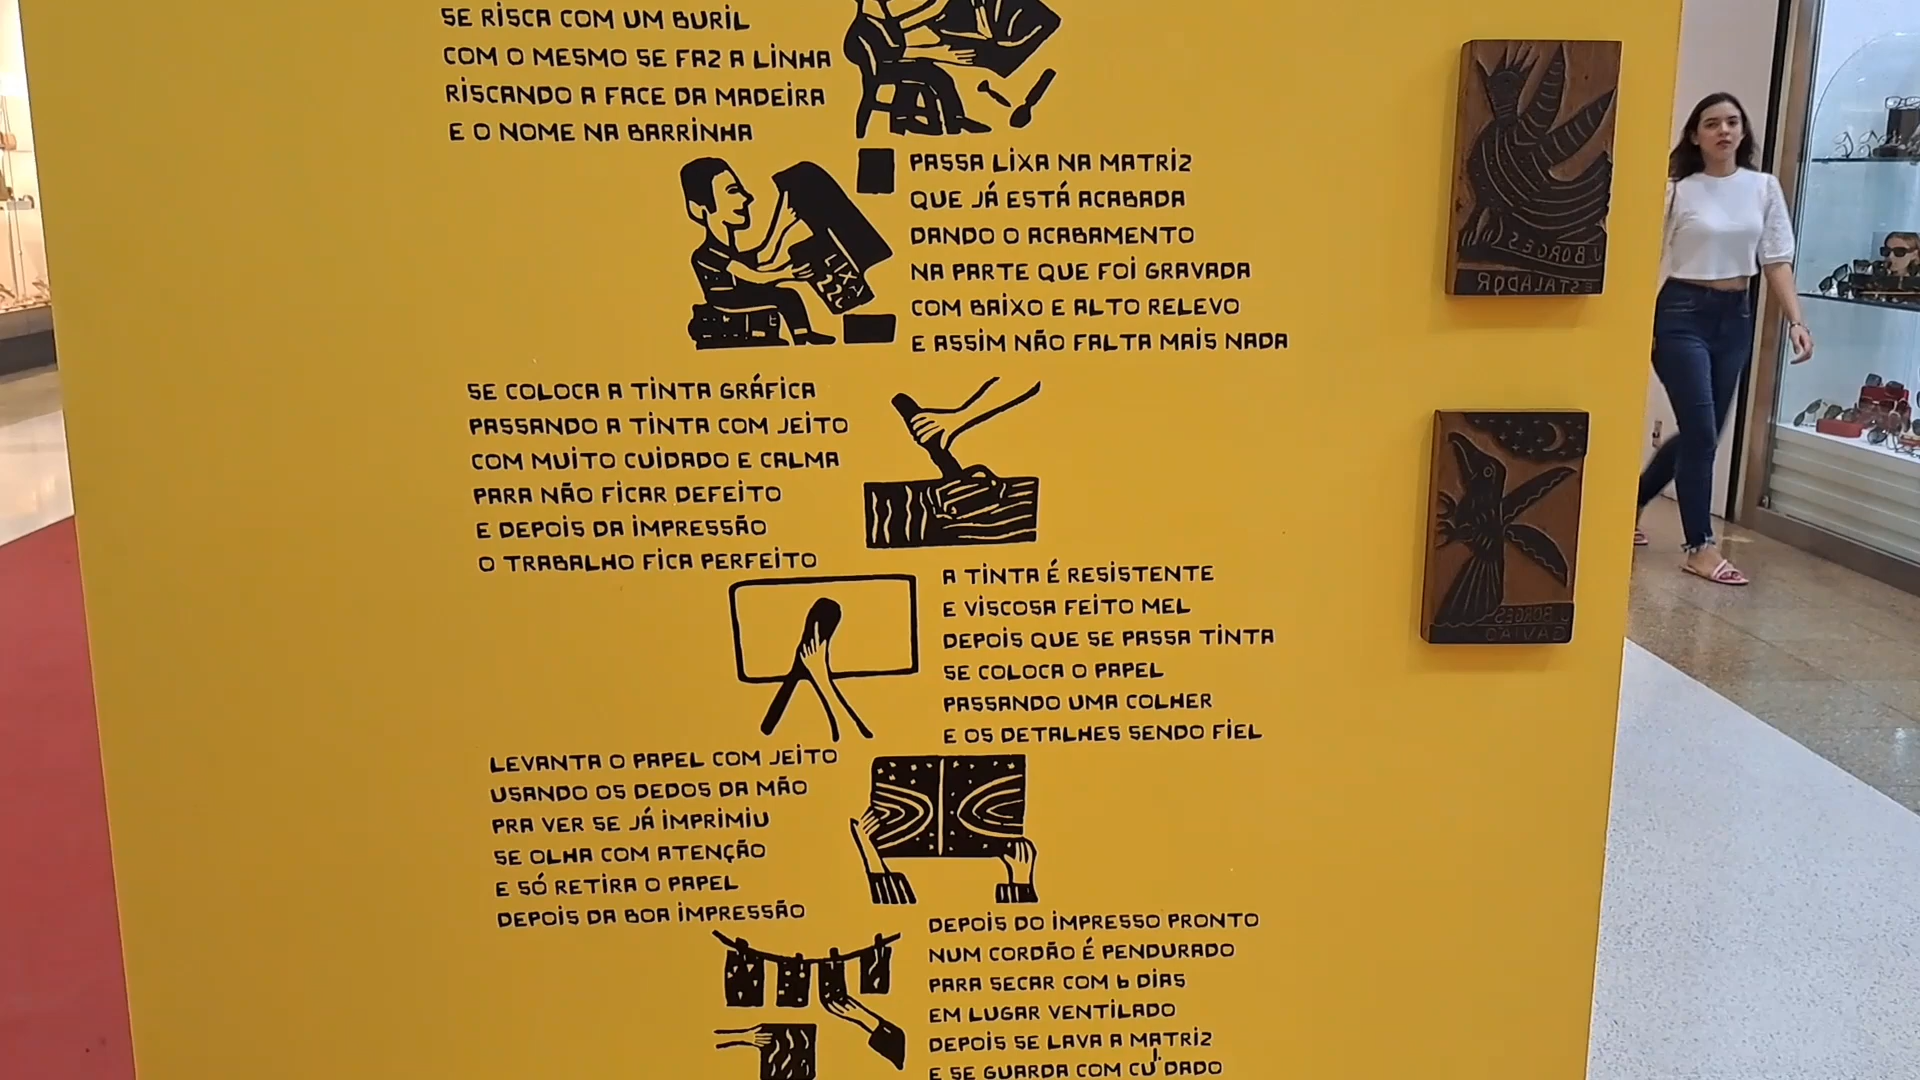 SE RISCA COM UM BURIL
COM O MESMO SE FAZ A LINHA
RISCANDO A FACE DA MADEIRA
E O NOME NA BARRINHA
PASSA LIXA NA MATRIZ
QUE JÁ ESTÁ ACABADA
DANDO O ACABAMENTO
NA PARTE QUE FOI GRAVADA
COM BAIXO E ALTO RELEVO
E ASSIM NÃO FALTA MAIS NADA
LIXA
220
SE COLOCA A TINTA GRÁFICA
PASSANDO A TINTA COM JEITO
COM MUITO CUIDADO E CALMA
PARA NÃO FICAR DEFEITO
E DEPOIS DA IMPRESSÃO
O TRABALHO FICA PERFEITO
A TINTA É RESISTENTE
E VISCOSA FEITO MEL
DEPOIS QUE SE PASSA TINTA
SE COLOCA O PAPEL
PASSANDO UMA COLHER
E OS DETALHES SENDO FIEL
LEVANTA O PAPEL COM JEITO
USANDO OS DEDOS DA MÃO
PRA VER SE JÁ IMPRIMIU
SE OLHA COM ATENÇÃO
E SÓ RETIRA O PAPEL
DEPOIS DA BOA IMPRESSÃO
DEPOIS DO IMPRESSO PRONTO
NUM CORDÃO É PENDURADO
PARA SECAR COM 6 DIAS
EM LUGAR VENTILADO
DEPOIS SE LAVA A MATRIZ
E SE GUARDA COM CUIDADO
J. BORGES
J. BORGES